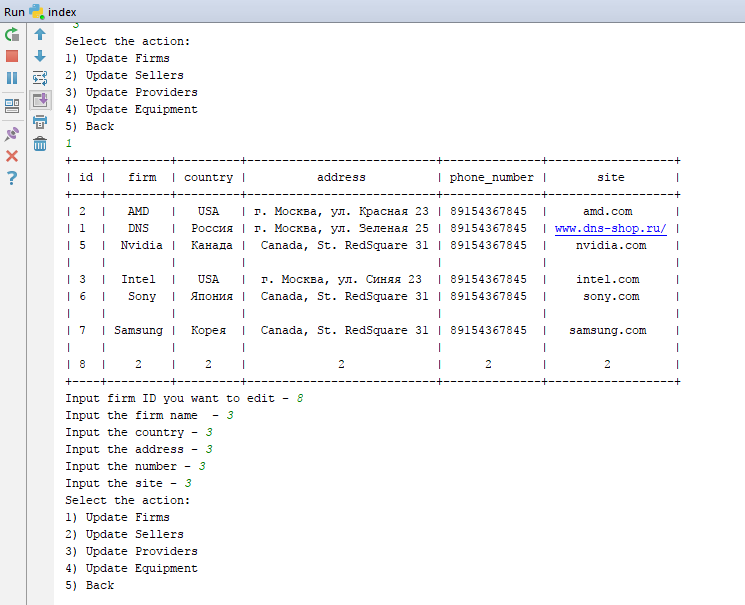 Run index
3
Select the action:
1) Update Firms
2) Update Sellers
3) Update Providers
4) Update Equipment
5) Back
1
+----+---------+---------+---------------------------+--------------+------------------+
| id | firm | country | address | phone_number | site |
+----+---------+---------+---------------------------+--------------+------------------+
| 2 | AMD | USA | г. Москва, ул. Красная 23 | 89154367845 | amd.com |
| 1 | DNS | Россия | г. Москва, ул. Зеленая 25 | 89154367845 | www.dns-shop.ru/ |
| 5 | Nvidia | Канада | Canada, St. RedSquare 31 | 89154367845 | nvidia.com |
| | | | | | |
| 3 | Intel | USA | г. Москва, ул. Синяя 23 | 89154367845 | intel.com |
| 6 | Sony | Япония | Canada, St. RedSquare 31 | 89154367845 | sony.com |
| | | | | | |
| 7 | Samsung | Корея | Canada, St. RedSquare 31 | 89154367845 | samsung.com |
| | | | | | |
| 8 | 2 | 2 | 2 | 2 | 2 |
+----+---------+---------+---------------------------+--------------+------------------+
Input firm ID you want to edit - 8
Input the firm name  - 3
Input the country - 3
Input the address - 3
Input the number - 3
Input the site - 3
Select the action:
1) Update Firms
2) Update Sellers
3) Update Providers
4) Update Equipment
5) Back